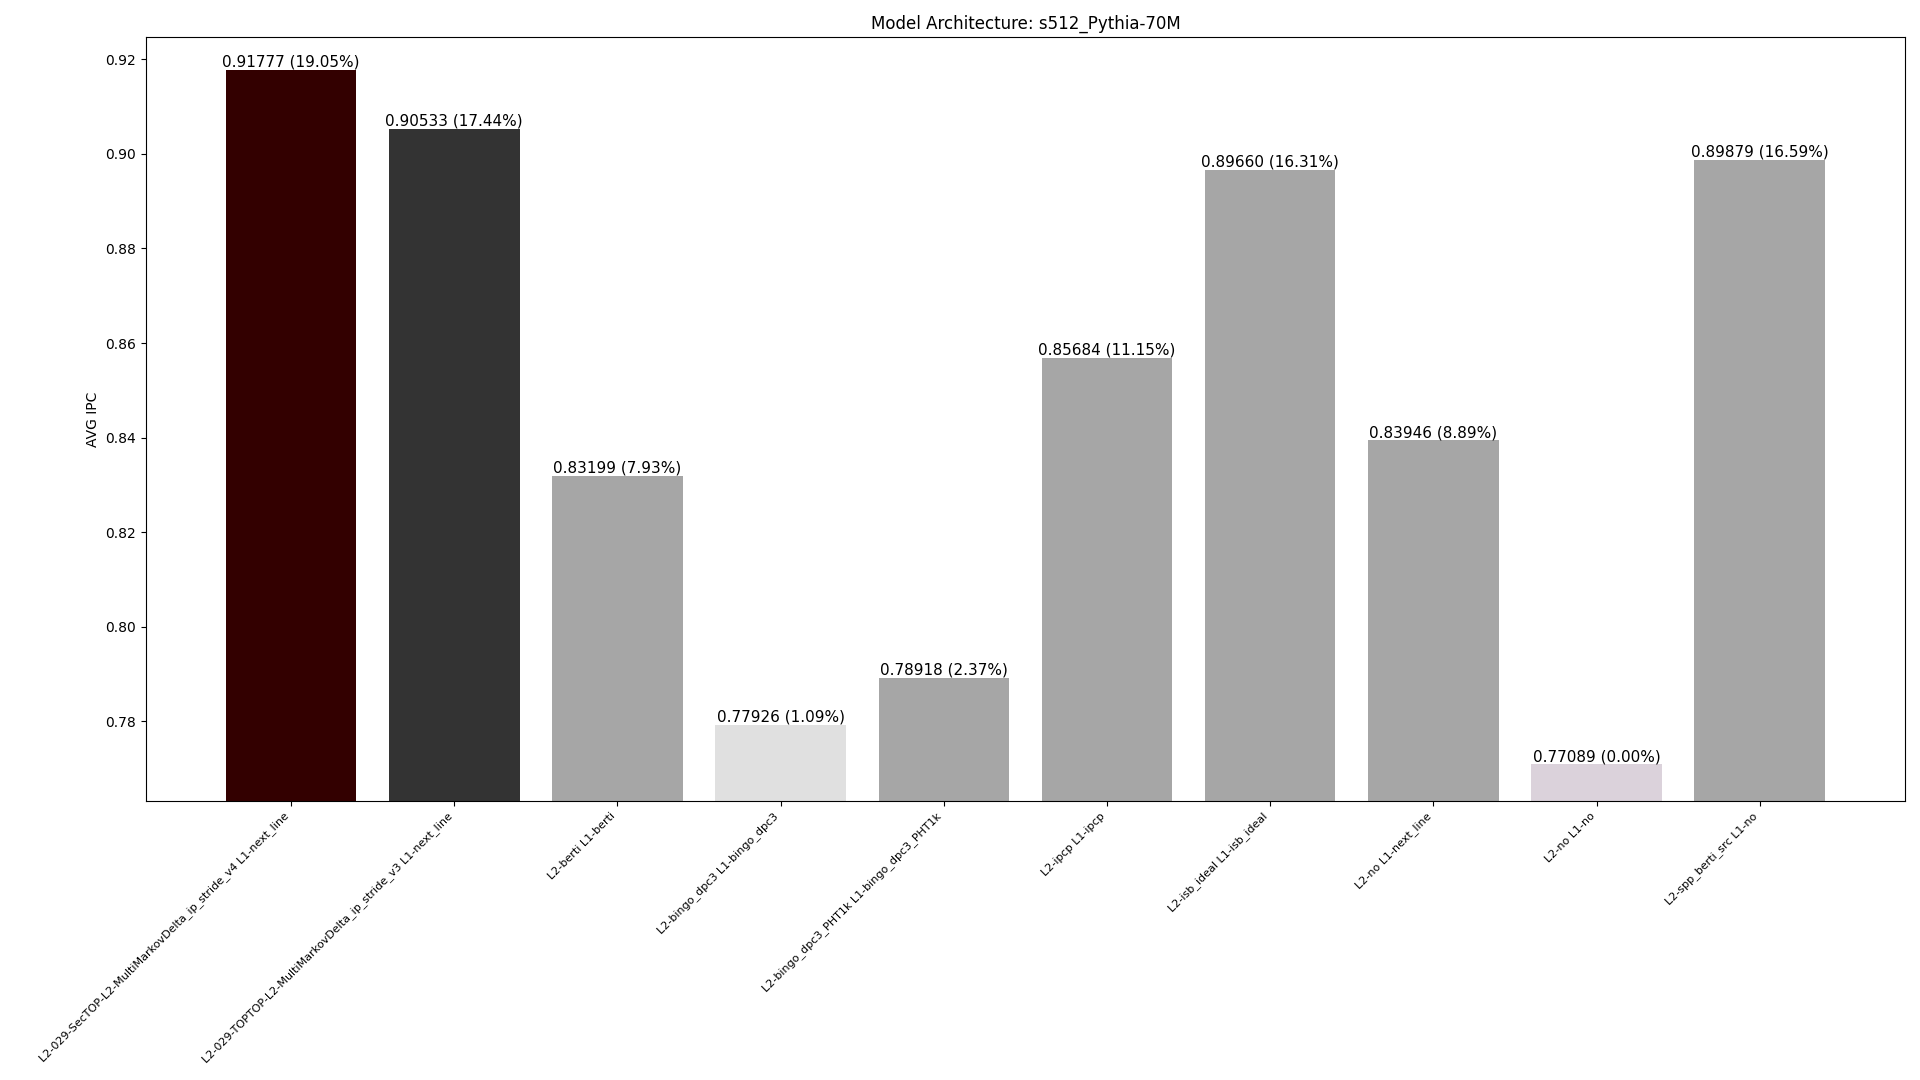 Model Architecture: s512_Pythia-70M
AVG IPC
0.92
0.90
0.88
0.86
0.84
0.82
0.80
0.78
0.91777 (19.05%)
0.90533 (17.44%)
0.83199 (7.93%)
0.77926 (1.09%)
0.78918 (2.37%)
0.85684 (11.15%)
0.89660 (16.31%)
0.83946 (8.89%)
0.77089 (0.00%)
0.89879 (16.59%)
L2-029-SecTOP-L2-MultiMarkovDelta_ip_stride_v4 L1-next_line
L2-029-TOPTOP-L2-MultiMarkovDelta_ip_stride_v3 L1-next_line
L2-berti L1-berti
L2-bingo_dpc3 L1-bingo_dpc3
L2-bingo_dpc3_PHT1k L1-bingo_dpc3_PHT1k
L2-ipcp L1-ipcp
L2-isb_ideal L1-isb_ideal
L2-no L1-next_line
L2-no L1-no
L2-spp_berti_src L1-no